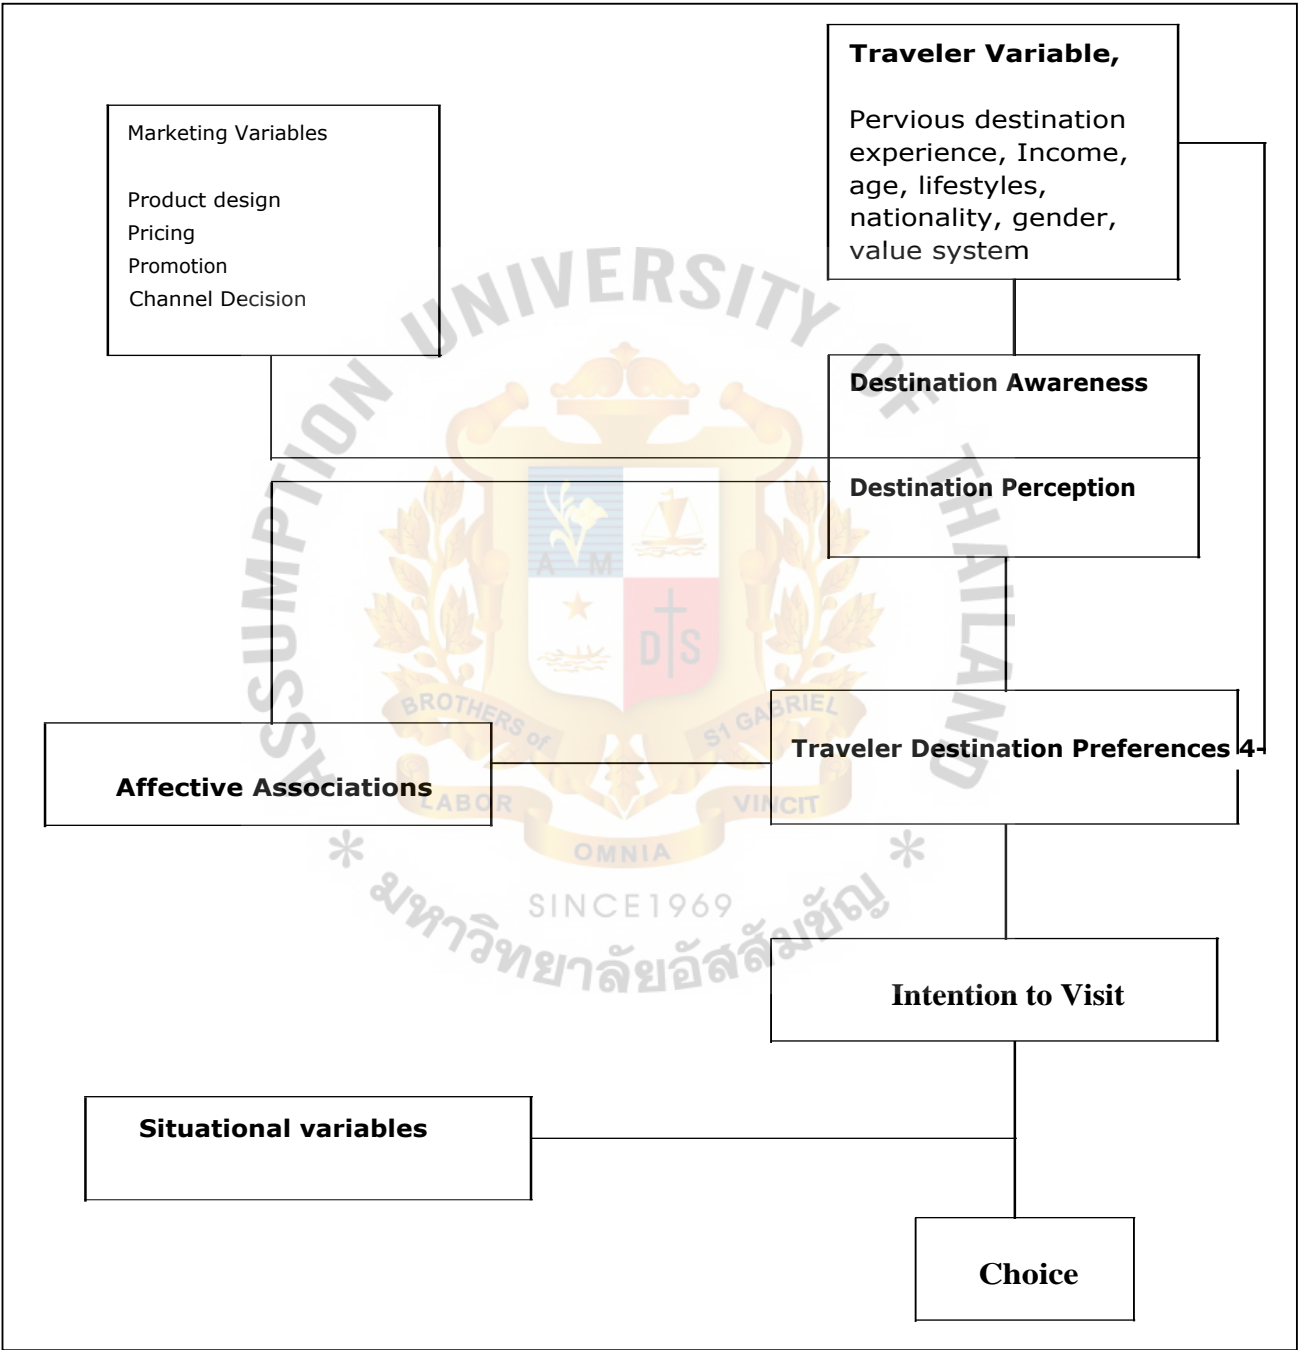 Traveler Variable,
Pervious destination
experience, Income,
age, lifestyles,
nationality, gender,
value system
Marketing Variables
Product design
Pricing
Promotion
Channel Decision
Destination Awareness
Destination Perception
Traveler Destination Preferences 4-
Affective Associations
Intention to Visit
Situational variables
Choice
ASSUMPTION UNIVERSITY OF THAILAND
A M
D S
BROTHERS of S1 GABRIEL
LABOR OMNIA VINCIT
SINCE1969
* มหาวิทยาลัยอัสสัมชัญ *